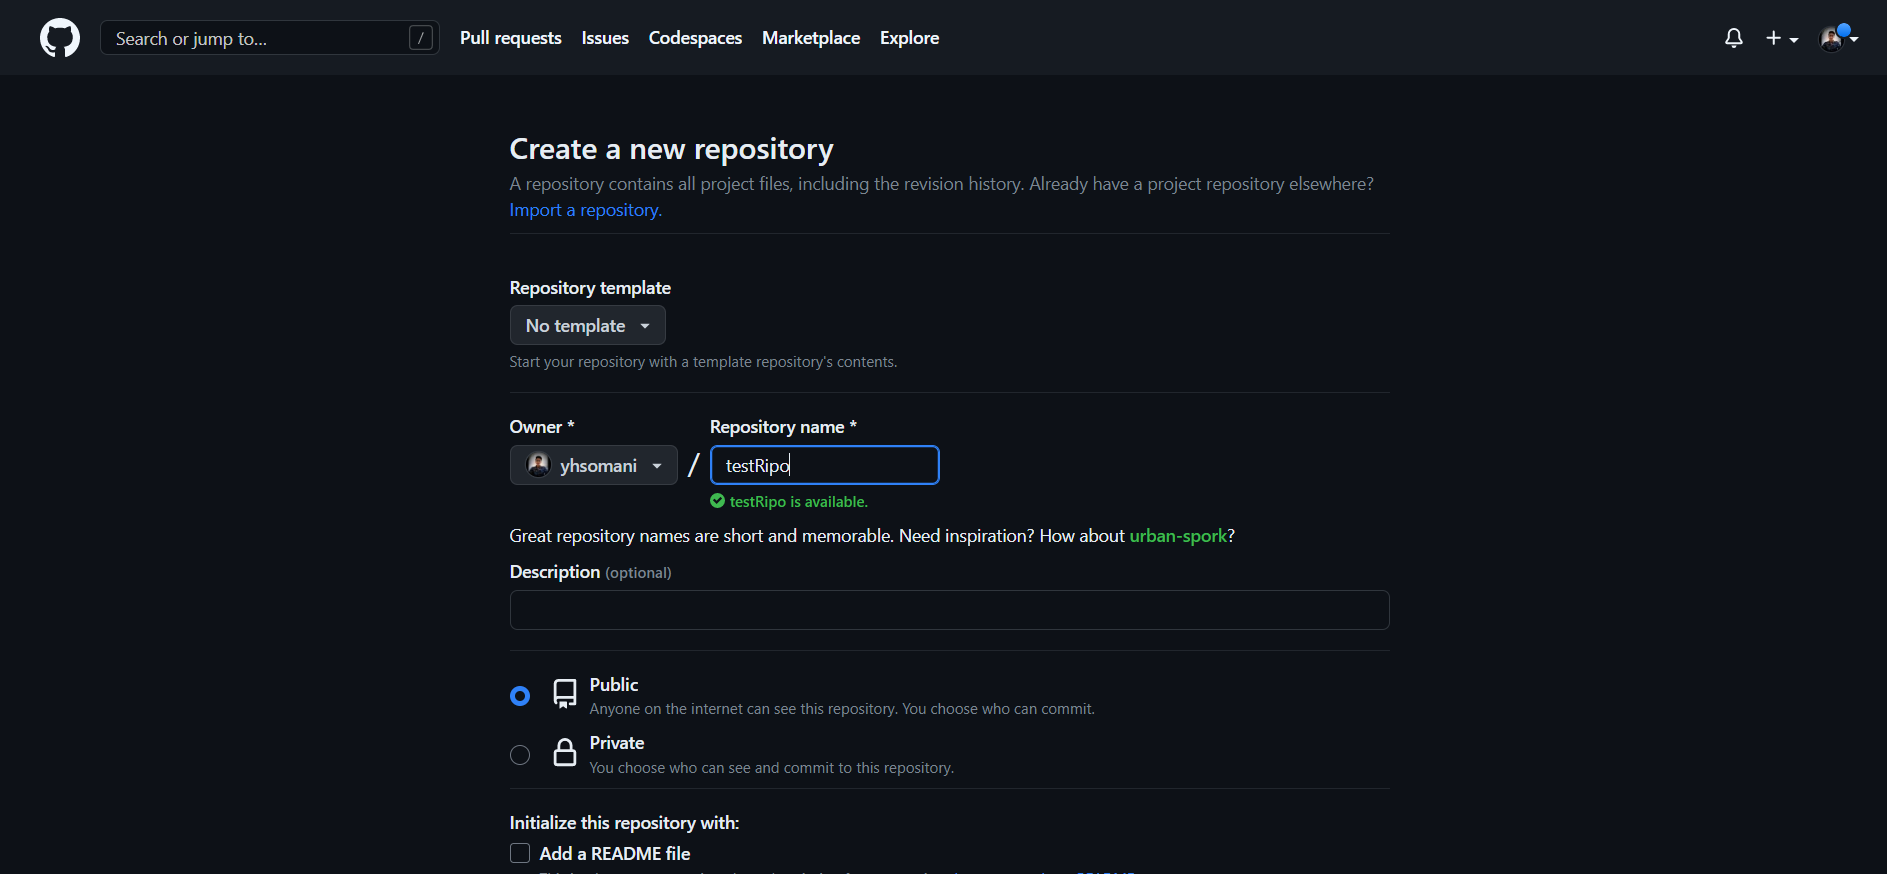 Search or jump to... /
Pull requests Issues Codespaces Marketplace Explore
Create a new repository
A repository contains all project files, including the revision history. Already have a project repository elsewhere?
Import a repository.
Repository template
No template
Start your repository with a template repository's contents.
Owner * Repository name *
yhsomani / testRipo
testRipo is available.
Great repository names are short and memorable. Need inspiration? How about urban-spork?
Description (optional)
Public
Anyone on the internet can see this repository. You choose who can commit.
Private
You choose who can see and commit to this repository.
Initialize this repository with:
Add a README file